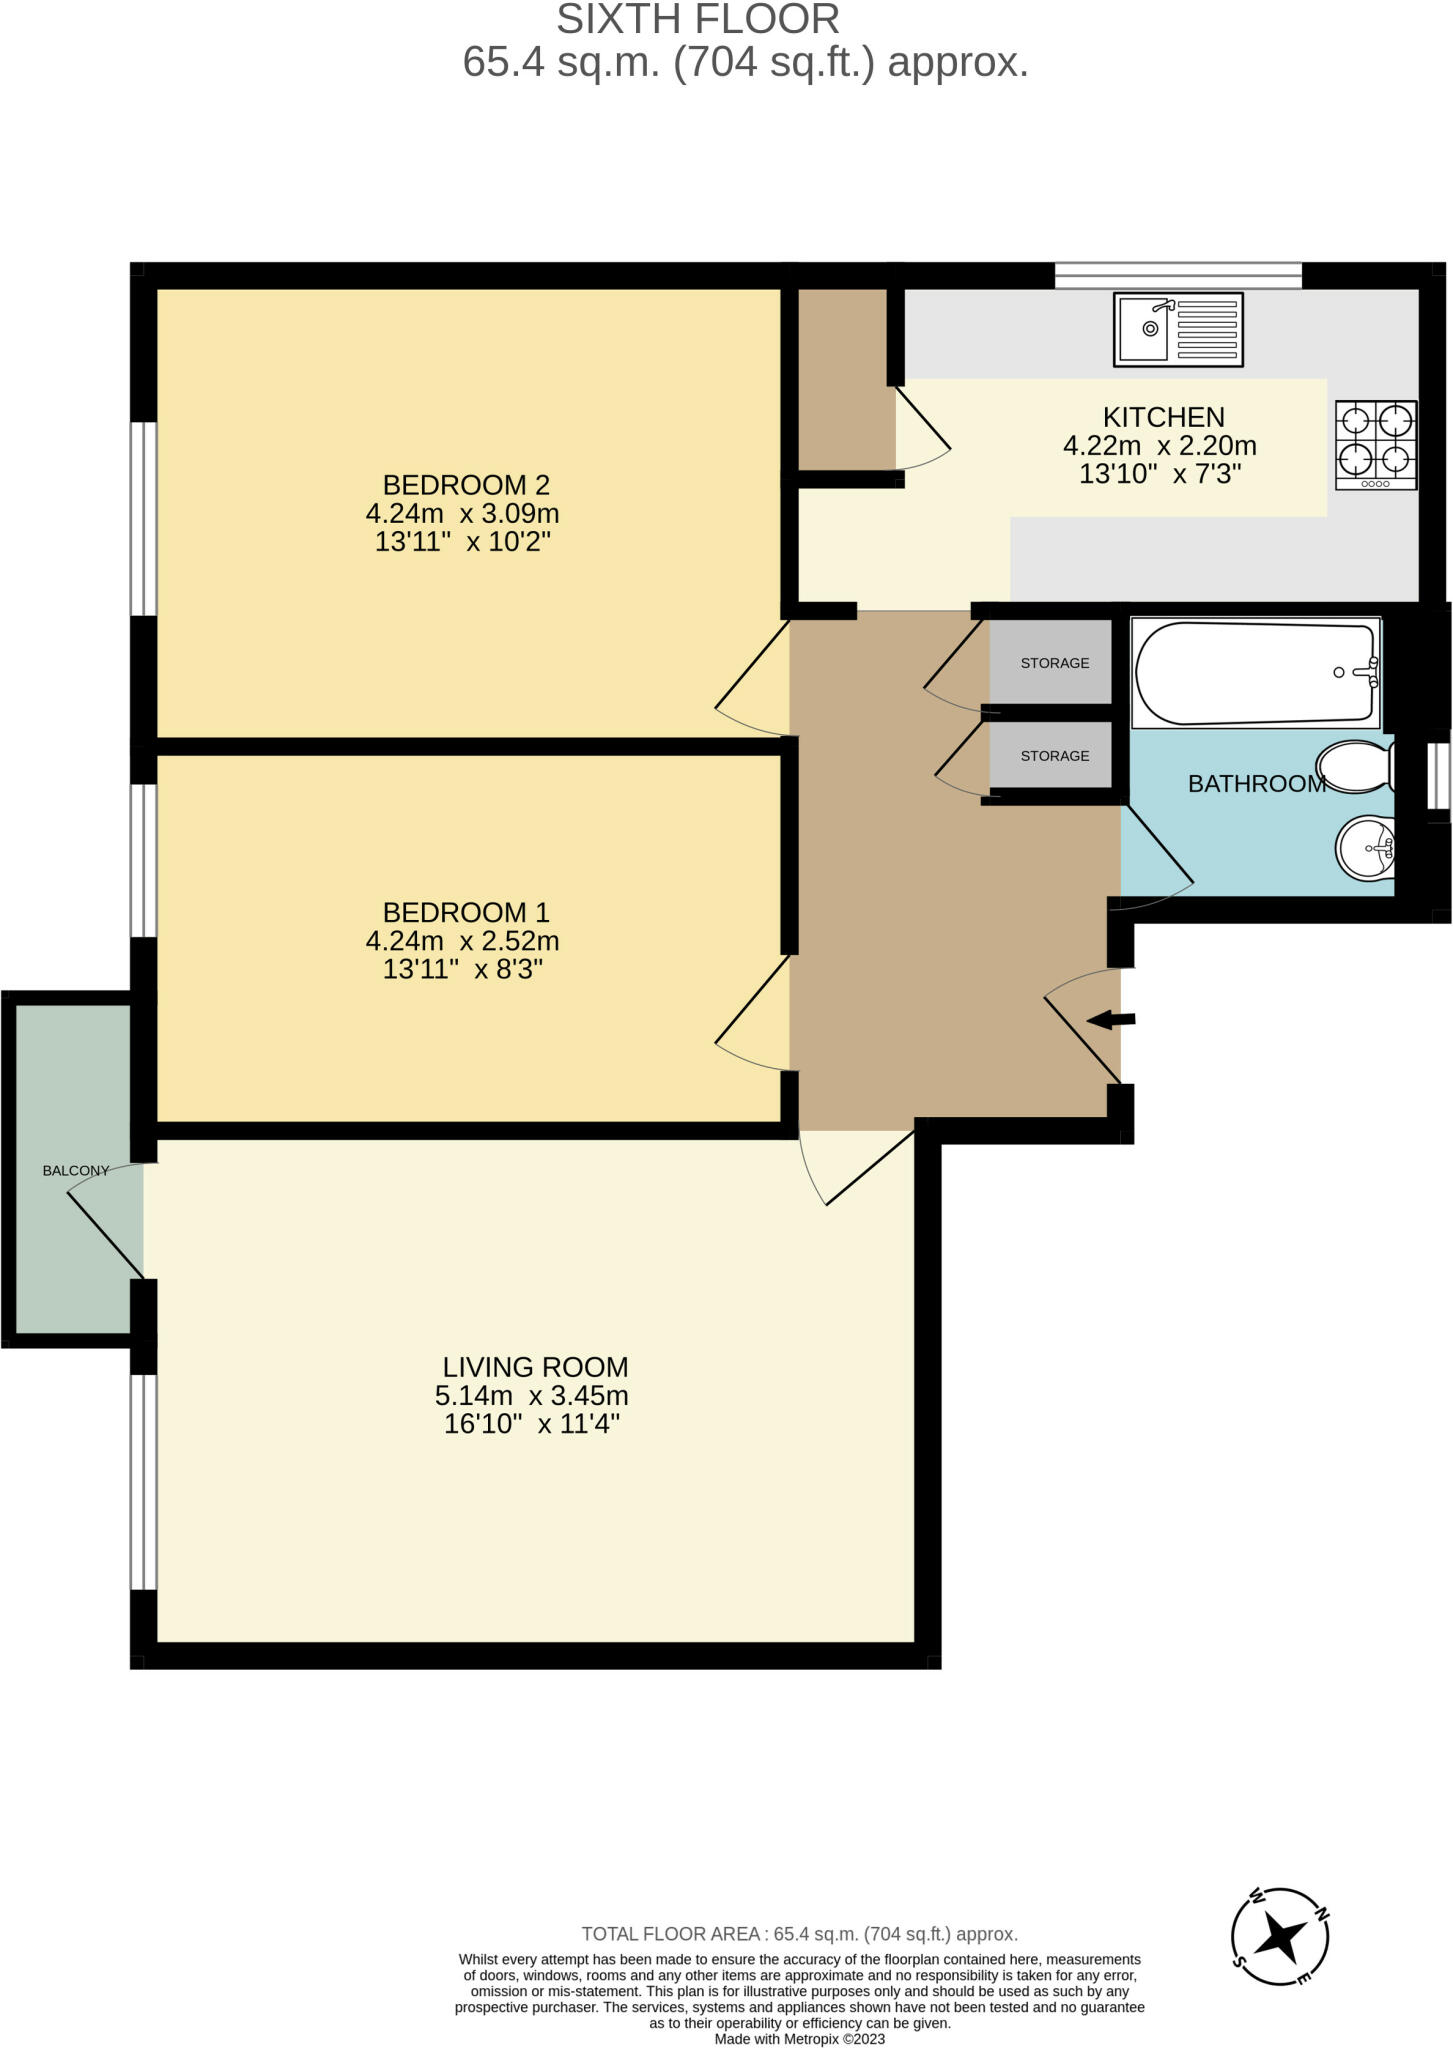 SIXTH FLOOR
65.4 sq.m. (704 sq.ft.) approx.
KITCHEN
4.22m x 2.20m
13'10" x 7'3"
BEDROOM 2
4.24m x 3.09m
13'11" x 10'2"
STORAGE
STORAGE
BATHROOM
BEDROOM 1
4.24m x 2.52m
13'11" x 8'3"
BALCONY
LIVING ROOM
5.14m x 3.45m
16'10" x 11'4"
W
N
S
E
TOTAL FLOOR AREA : 65.4 sq.m. (704 sq.ft.) approx.
Whilst every attempt has been made to ensure the accuracy of the floorplan contained here, measurements
of doors, windows, rooms and any other items are approximate and no responsibility is taken for any error,
omission or mis-statement. This plan is for illustrative purposes only and should be used as such by any
prospective purchaser. The services, systems and appliances shown have not been tested and no guarantee
as to their operability or efficiency can be given.
Made with Metropix ©2023